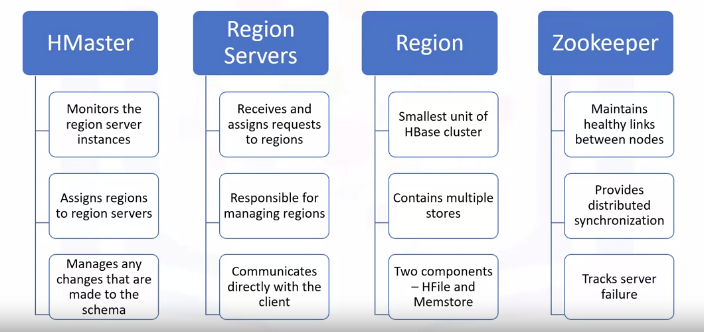 HMaster
Monitors the
region server
instances
Assigns regions
to region servers
Manages any
changes that are
made to the
schema
Region
Servers
Receives and
assigns requests
to regions
Responsible for
managing regions
Communicates
directly with the
client
Region
Smallest unit of
HBase cluster
Contains multiple
stores
Two components
– HFile and
Memstore
Zookeeper
Maintains
healthy links
between nodes
Provides
distributed
synchronization
Tracks server
failure